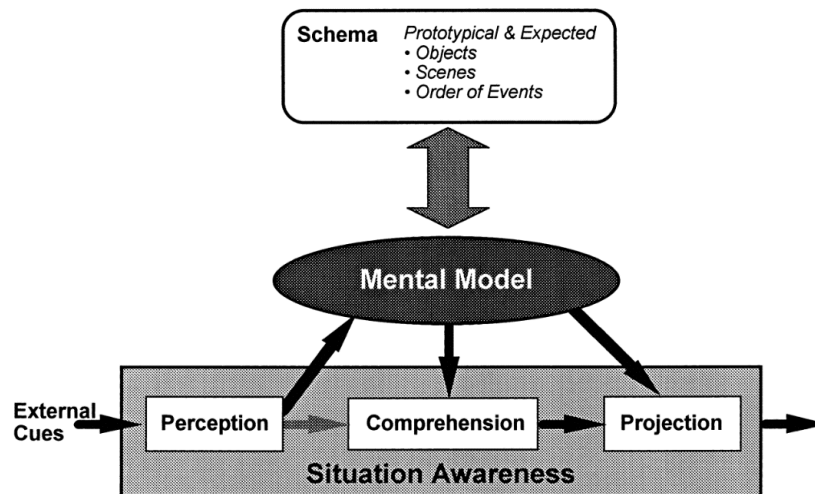 Schema
Prototypical & Expected
• Objects
• Scenes
• Order of Events
Mental Model
External
Cues
Perception
Comprehension
Projection
Situation Awareness